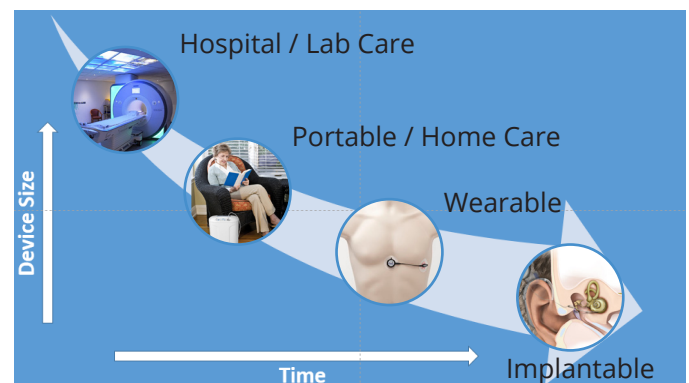 Hospital / Lab Care
Portable / Home Care
Wearable
Device Size
Time
Implantable